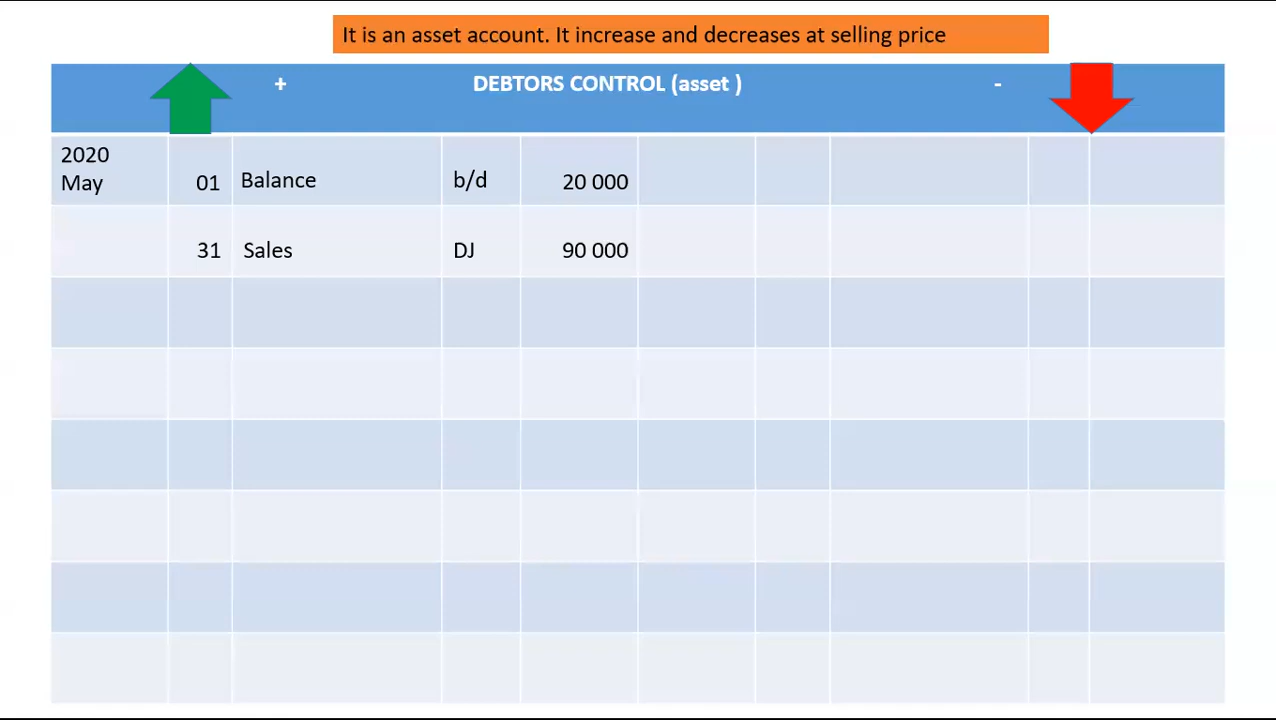 It is an asset account. It increase and decreases at selling price
+ DEBTORS CONTROL (asset ) -
2020
May 01 Balance b/d 20 000
31 Sales DJ 90 000